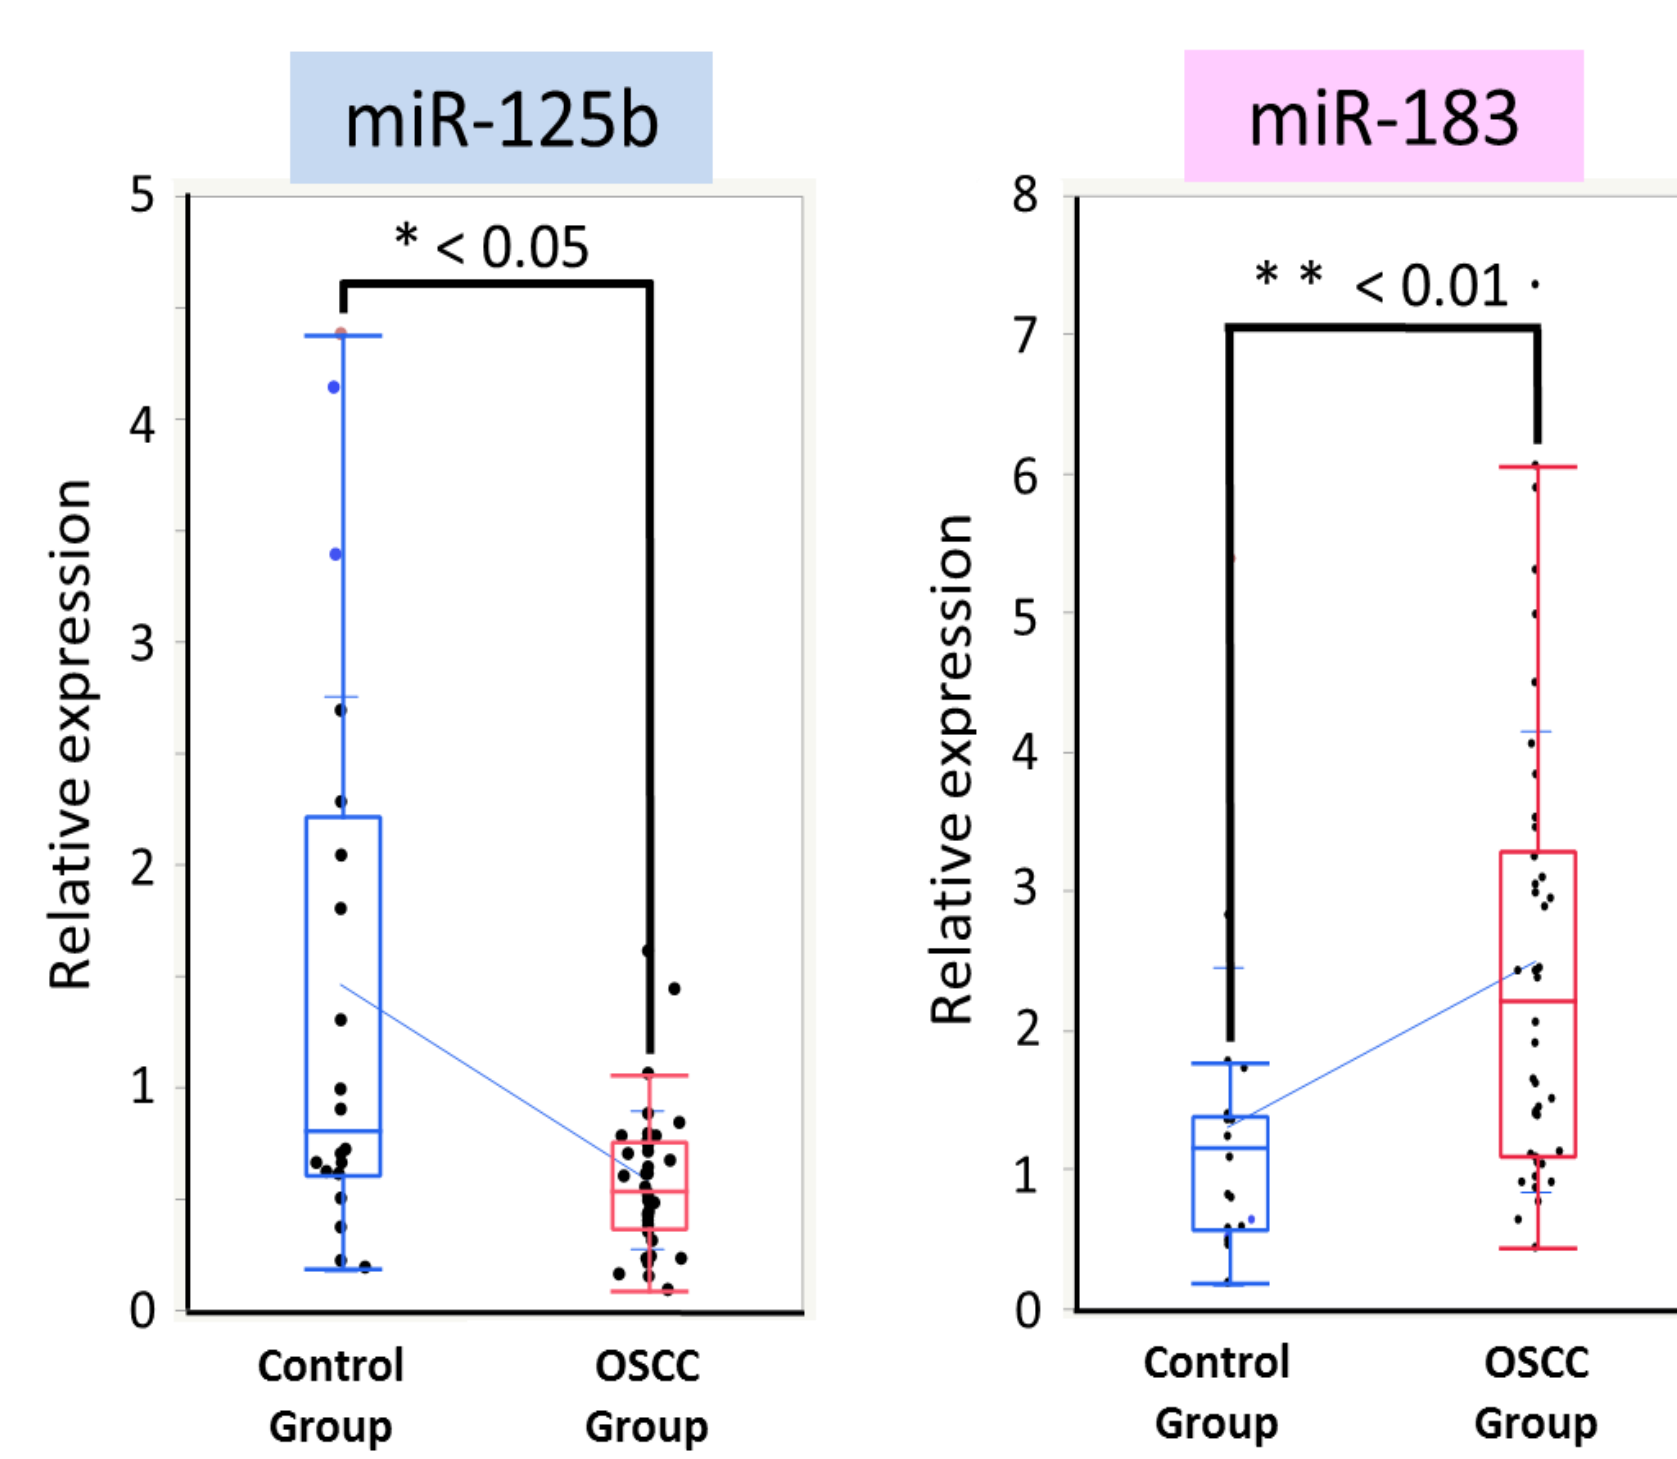 miR-125b
5
* < 0.05
4
3
2
1
0
Relative expression
Control
Group
OSCC
Group
miR-183
8
* * < 0.01
7
6
5
4
3
2
1
0
Relative expression
Control
Group
OSCC
Group